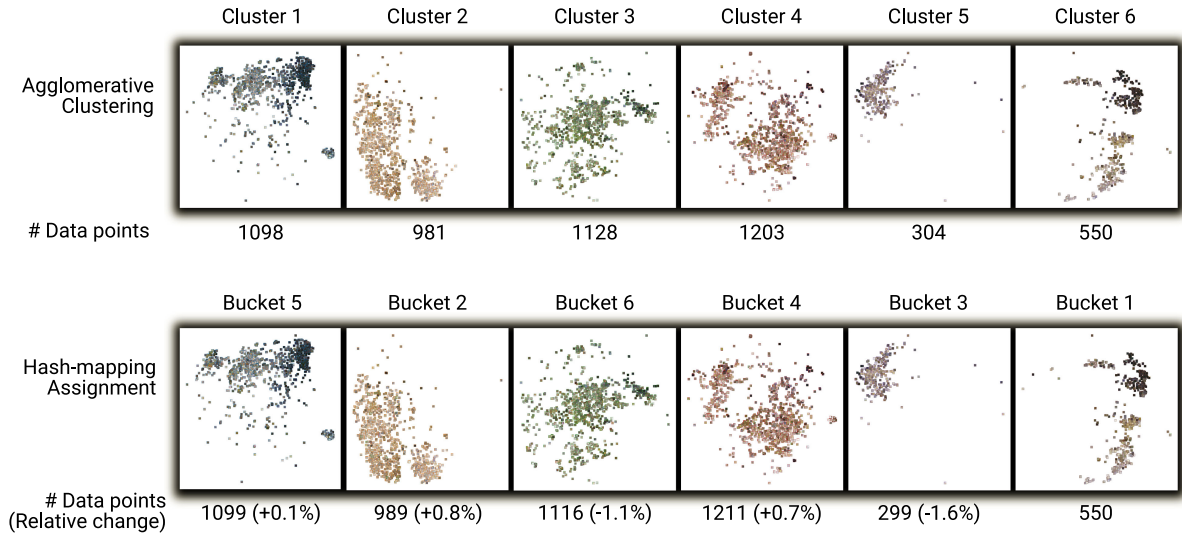 Cluster 1 Cluster 2 Cluster 3 Cluster 4 Cluster 5 Cluster 6
Agglomerative
Clustering
# Data points 1098 981 1128 1203 304 550
Bucket 5 Bucket 2 Bucket 6 Bucket 4 Bucket 3 Bucket 1
Hash-mapping
Assignment
# Data points
(Relative change) 1099 (+0.1%) 989 (+0.8%) 1116 (-1.1%) 1211 (+0.7%) 299 (-1.6%) 550